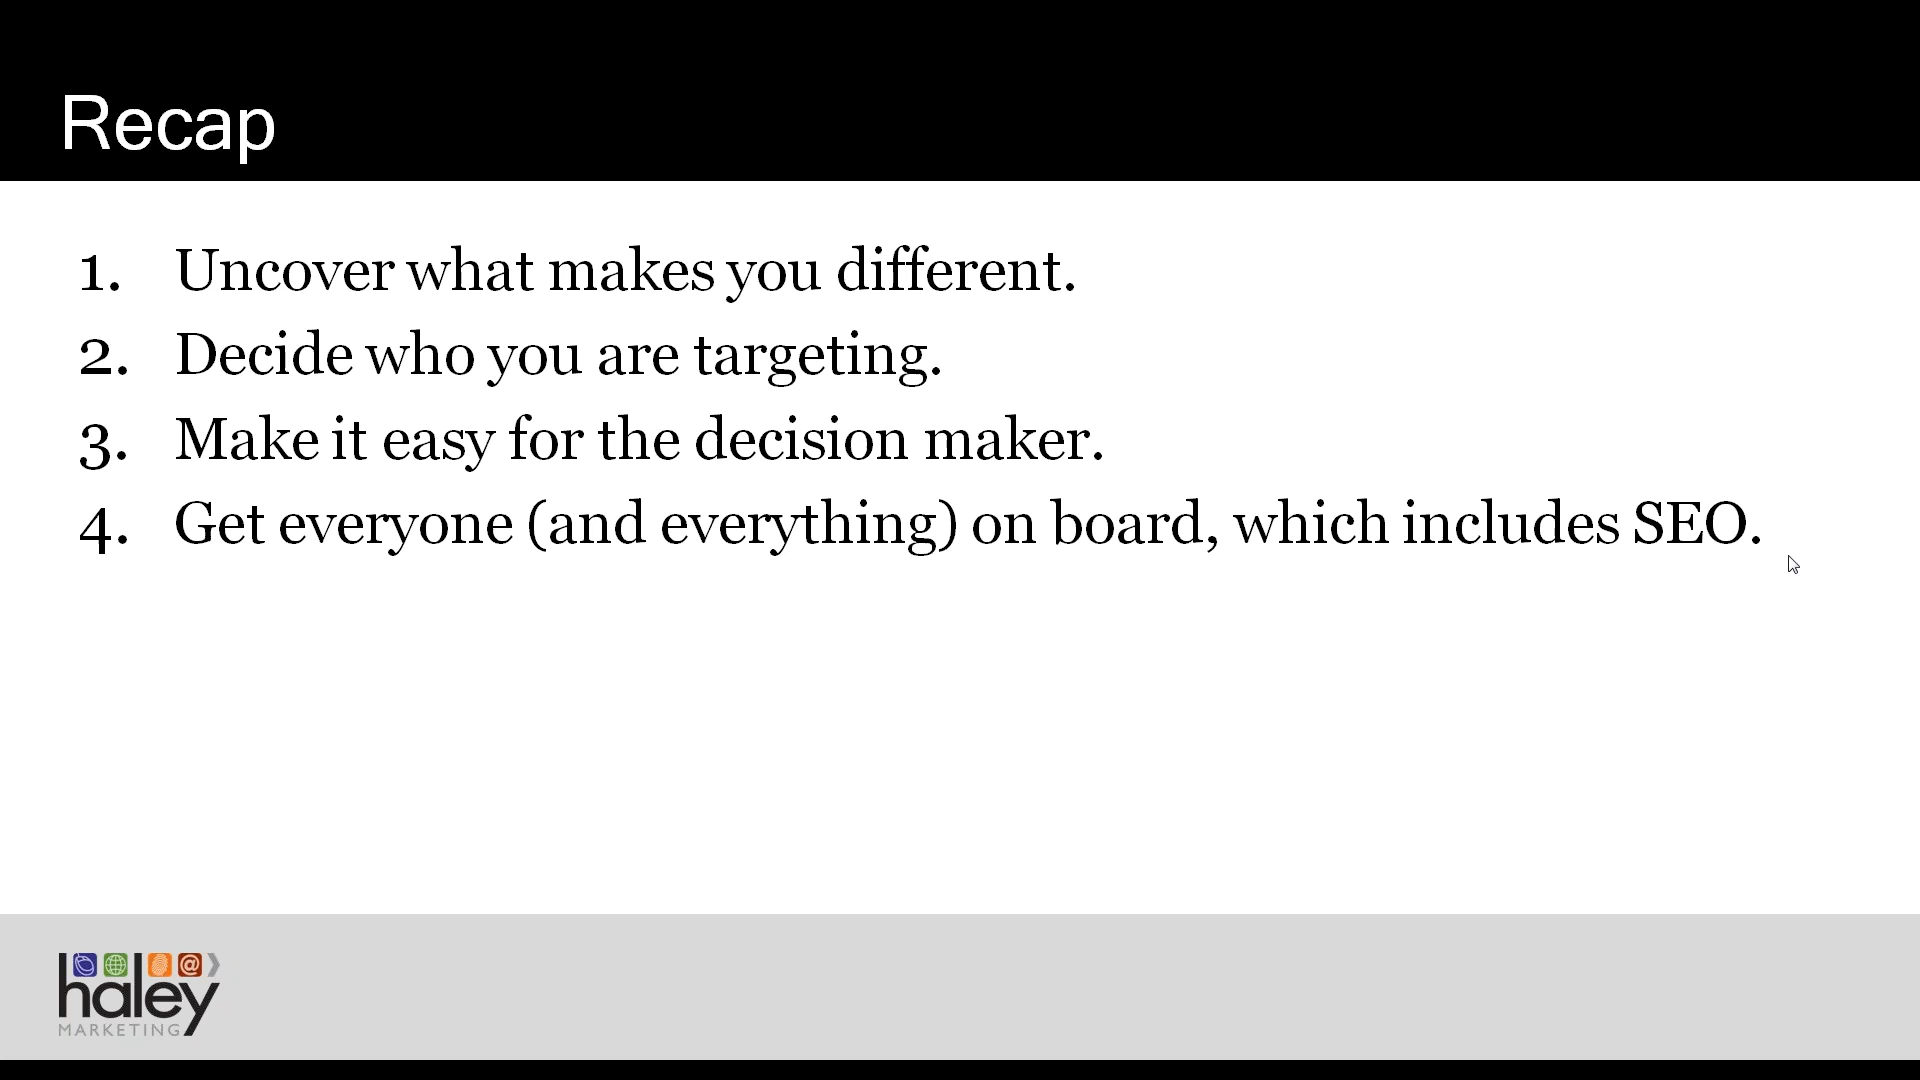 Recap
1. Uncover what makes you different.
2. Decide who you are targeting.
3. Make it easy for the decision maker.
4. Get everyone (and everything) on board, which includes SEO.
@
haley
MARKETING